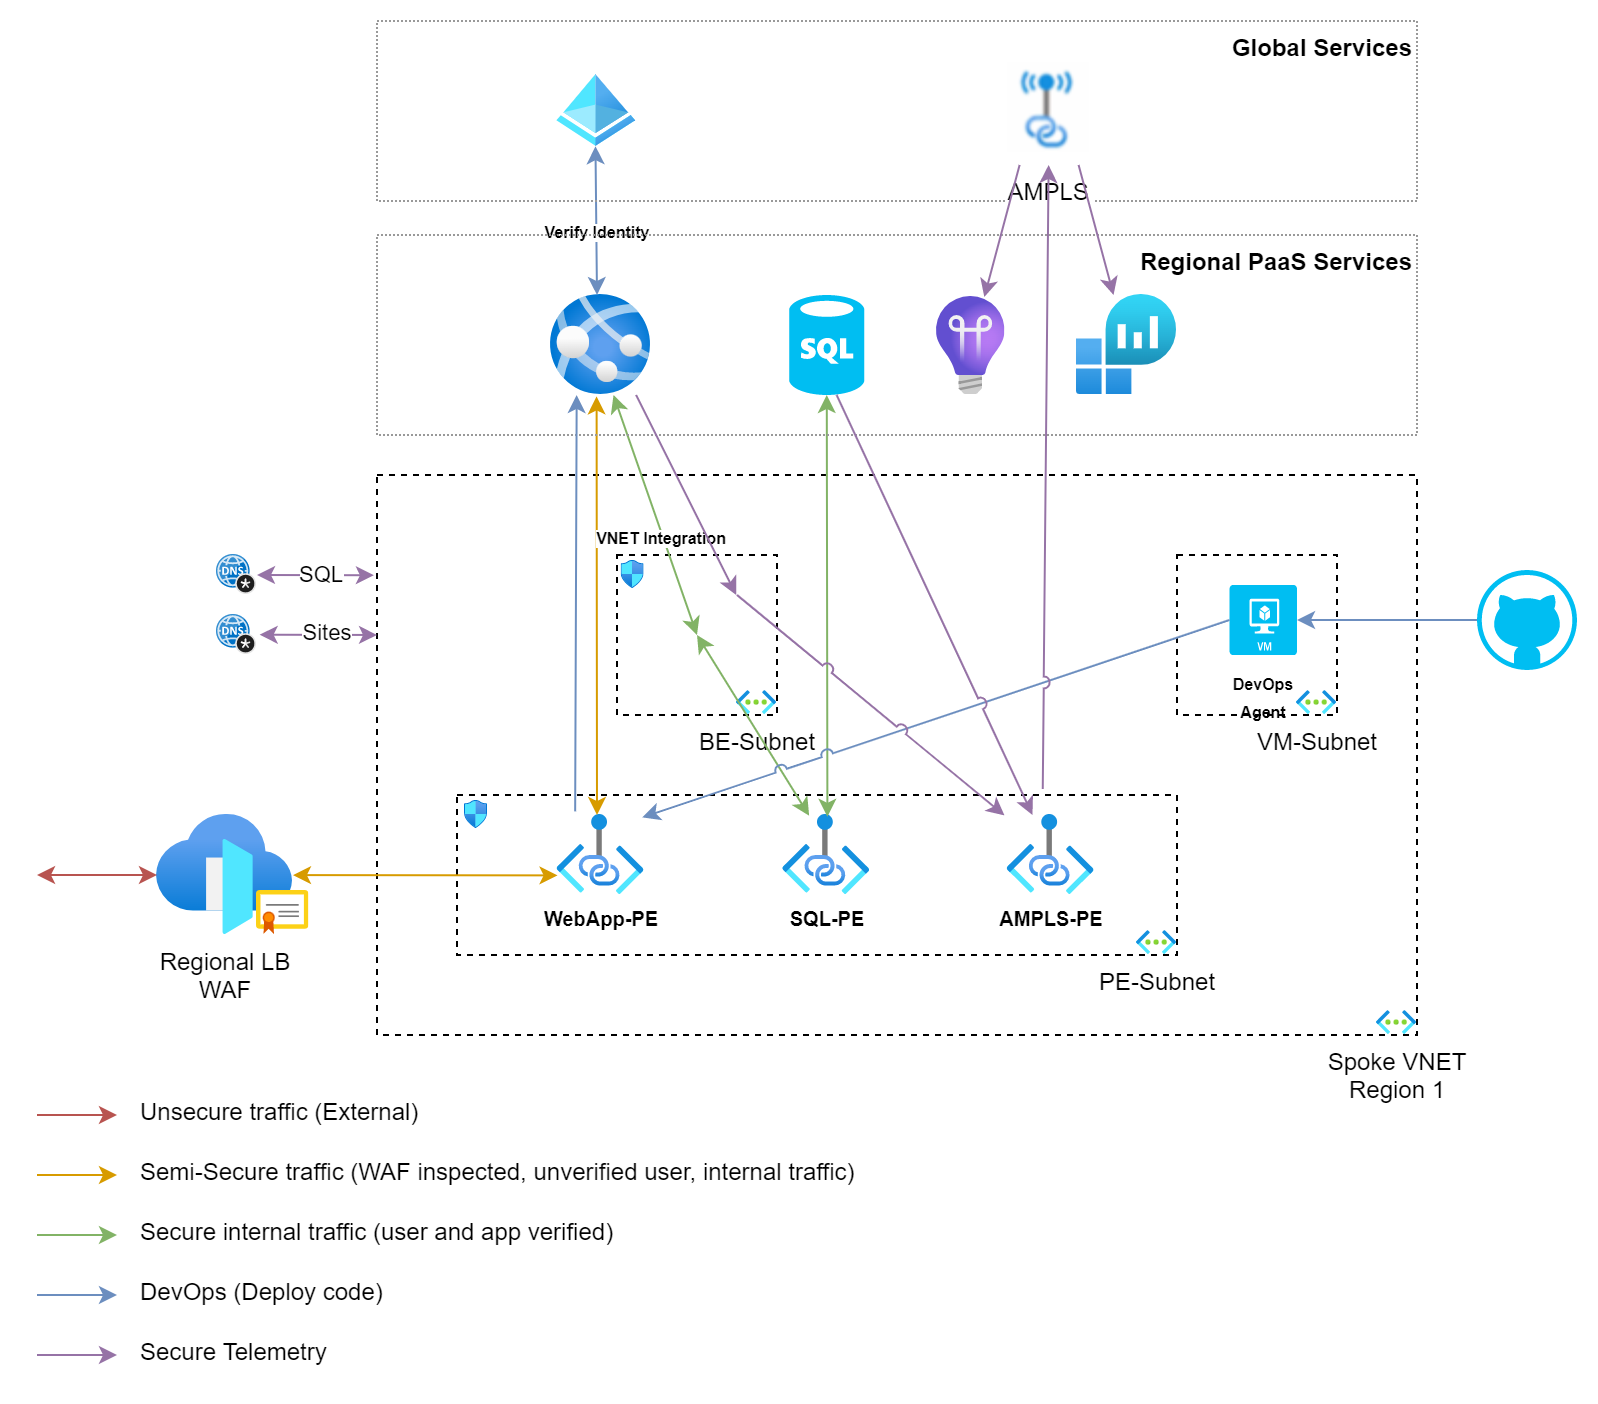 Global Services
AMPLS
Verify Identity
Regional PaaS Services
SQL
VNET Integration
DNS
*
SQL
DNS
*
Sites
VM
DevOps
Agent
BE-Subnet
VM-Subnet
WebApp-PE
SQL-PE
AMPLS-PE
Regional LB
WAF
PE-Subnet
Spoke VNET
Region 1
Unsecure traffic (External)
Semi-Secure traffic (WAF inspected, unverified user, internal traffic)
Secure internal traffic (user and app verified)
DevOps (Deploy code)
Secure Telemetry